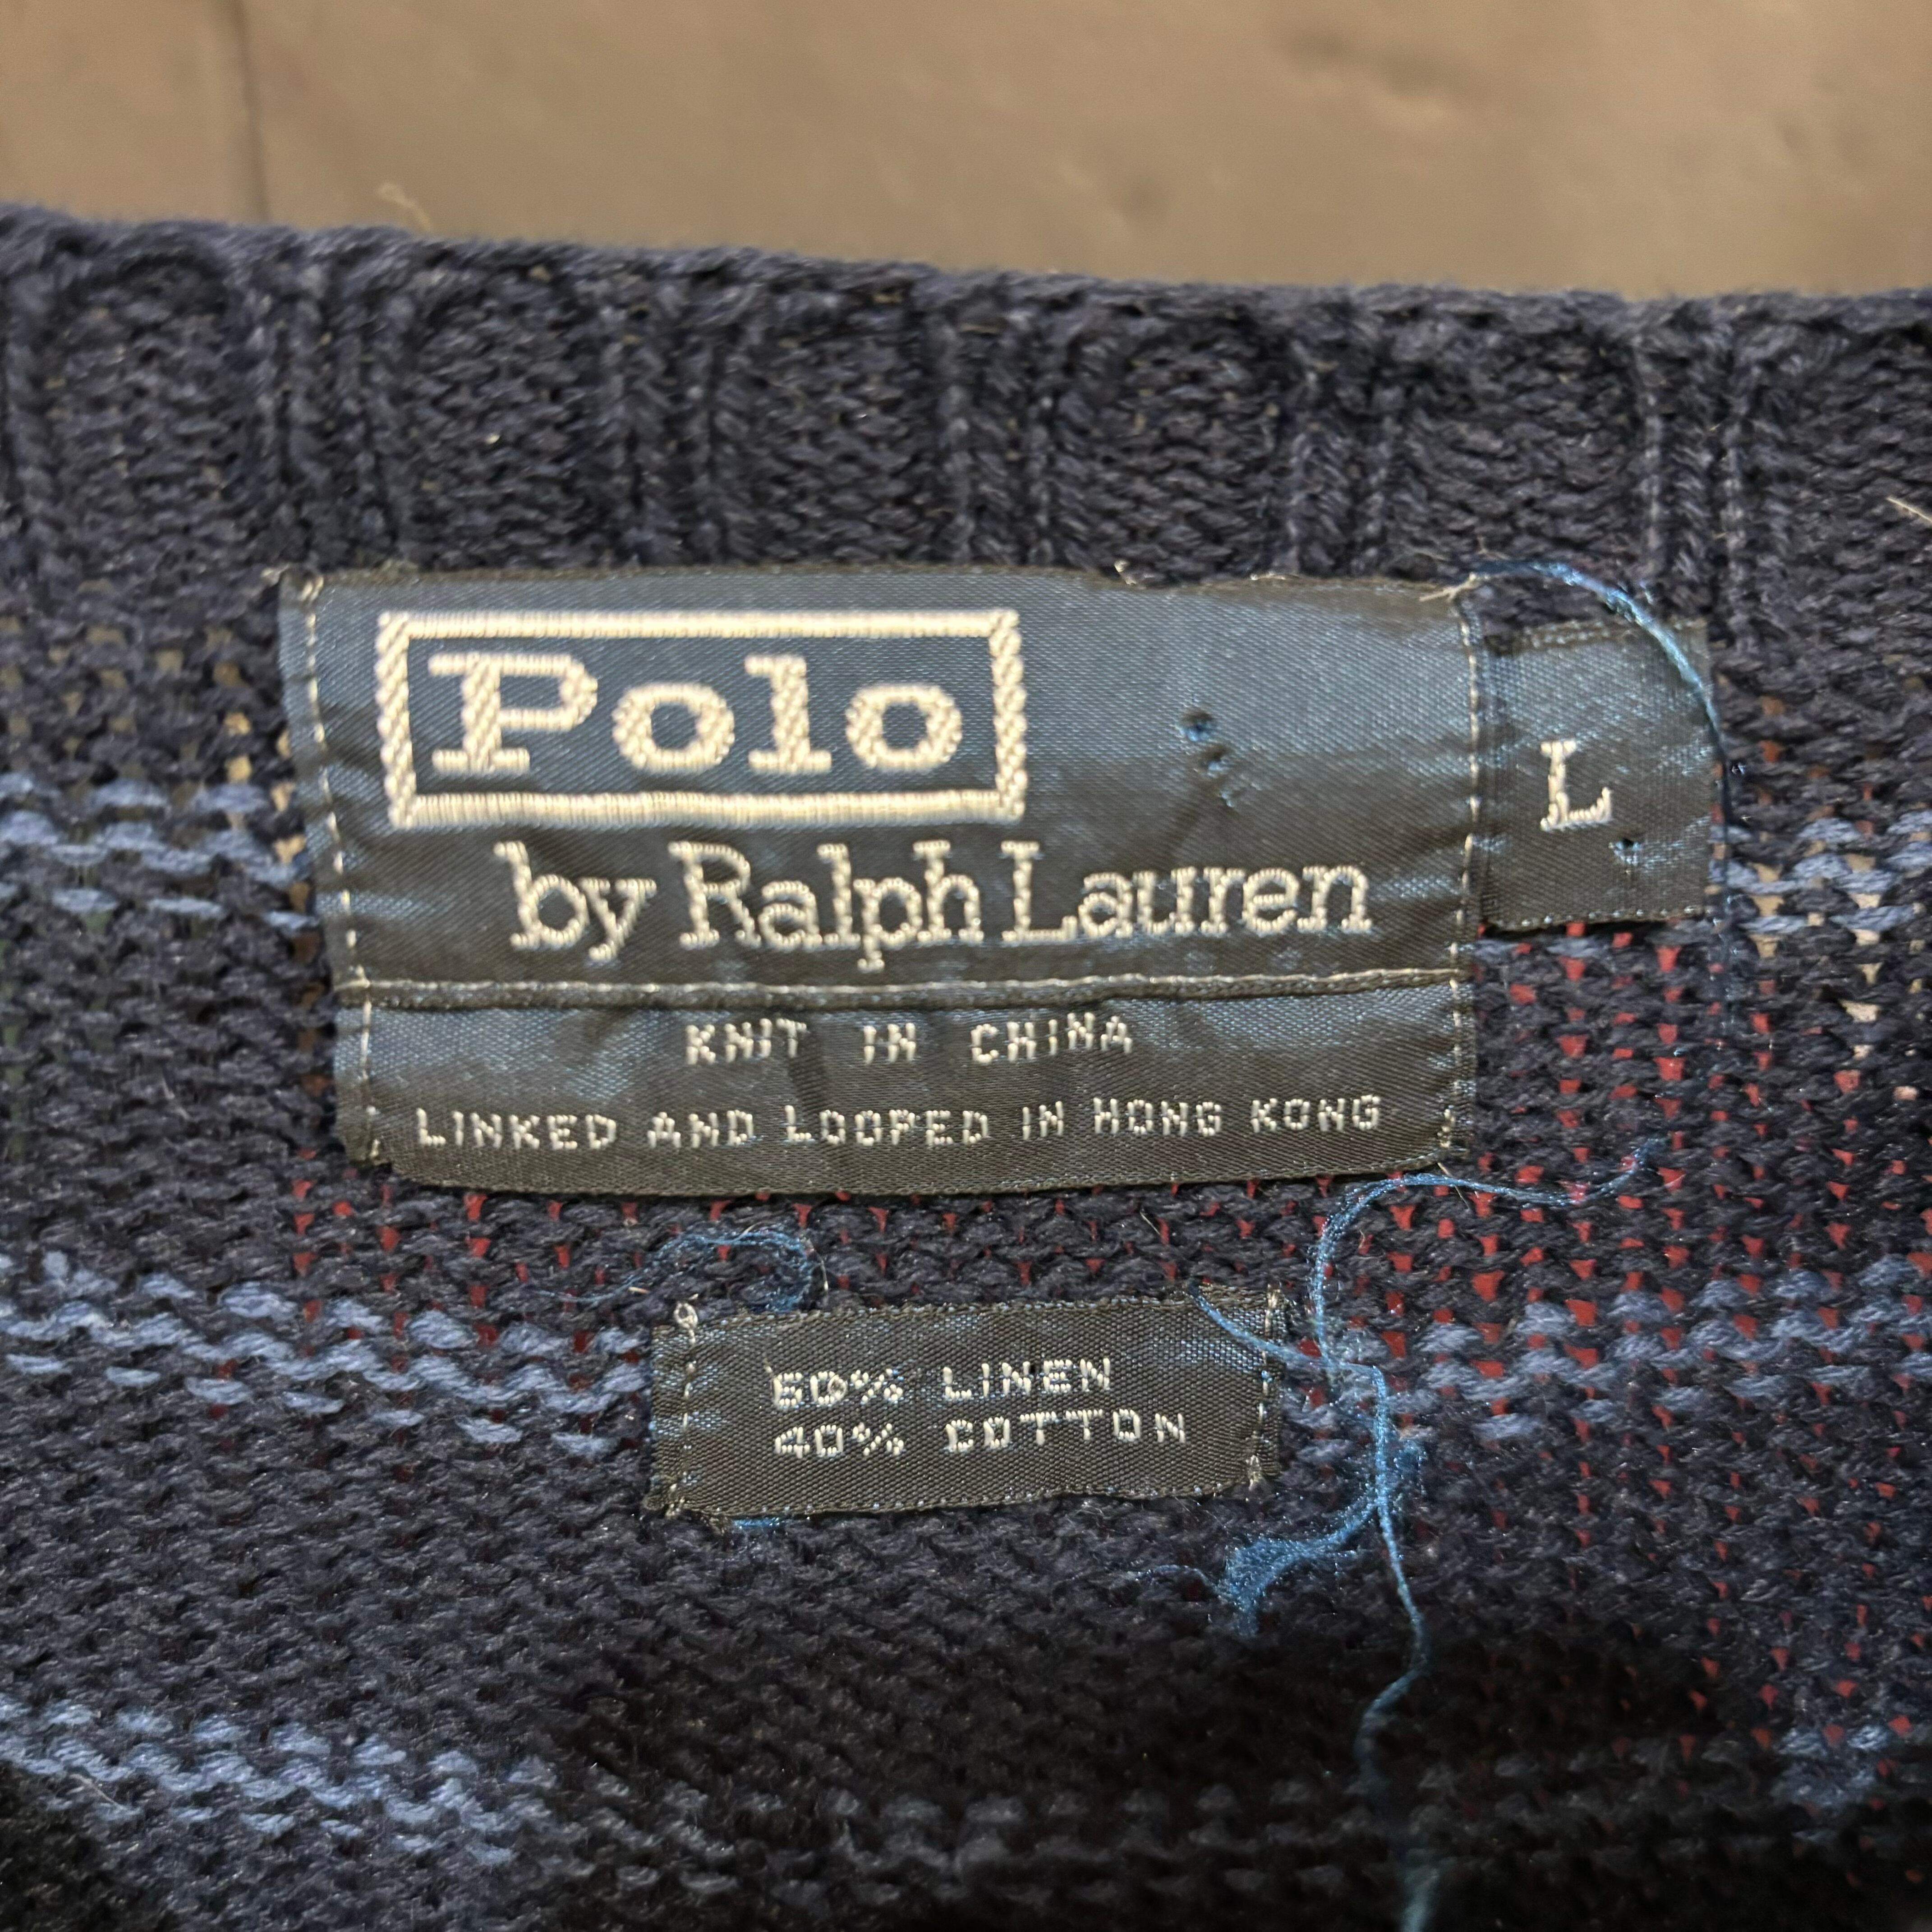 Polo
by Ralph Lauren
L
KNIT IN CHINA
LINKED AND LOOPED IN HONG KONG
60% LINEN
40% COTTON